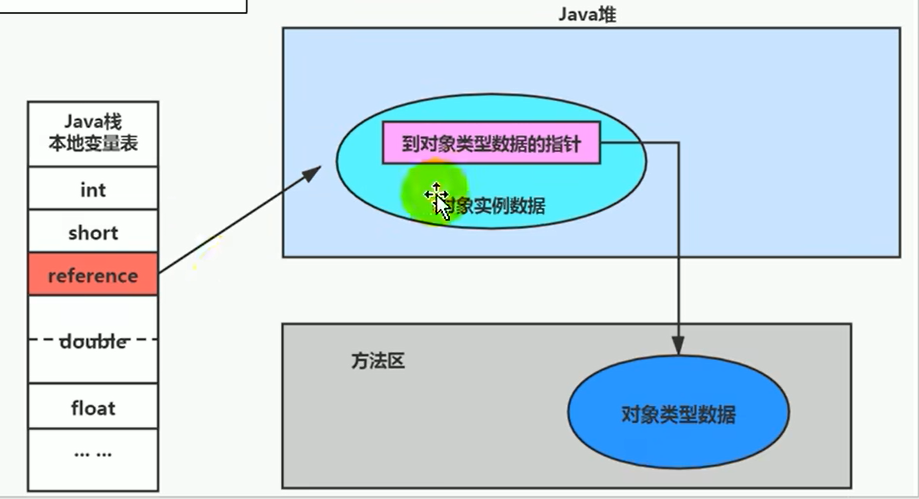 Java堆
Java栈
本地变量表
int
short
reference
double
float
... ...
到对象类型数据的指针
对象实例数据
方法区
对象类型数据